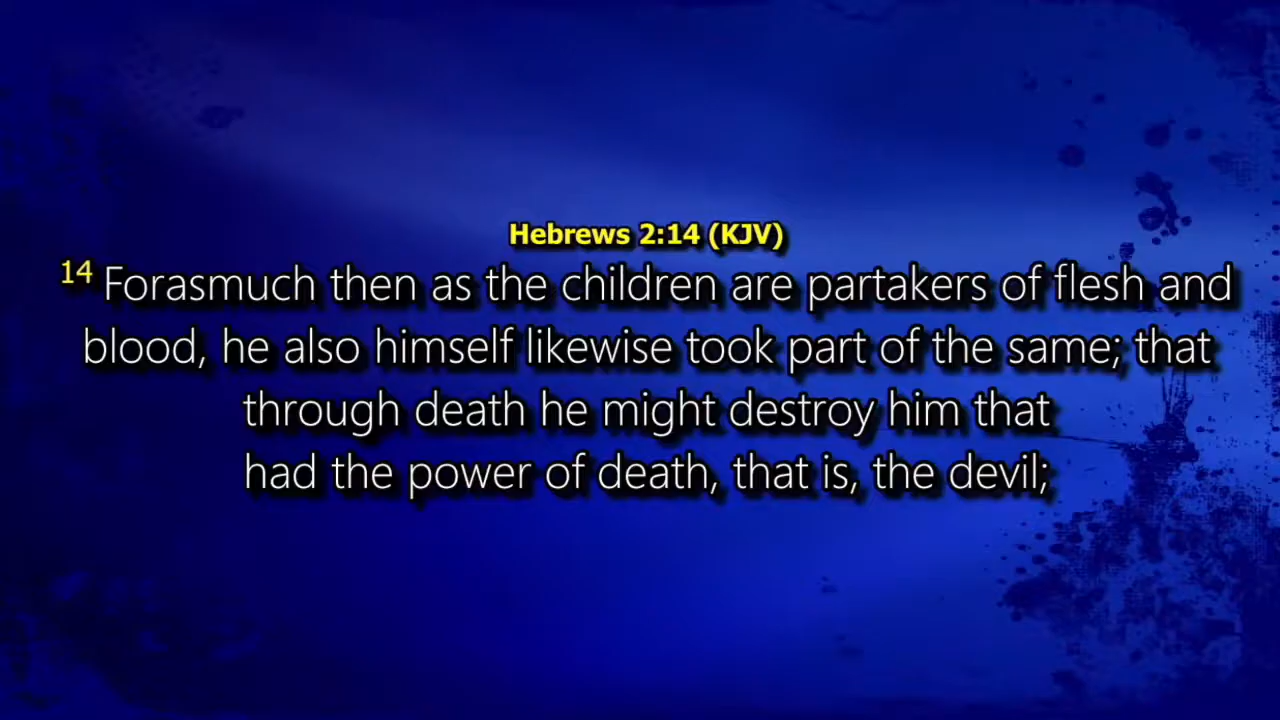 Hebrews 2:14 (KJV)
14 Forasmuch then as the children are partakers of flesh and
blood, he also himself likewise took part of the same; that
through death he might destroy him that
had the power of death, that is, the devil;